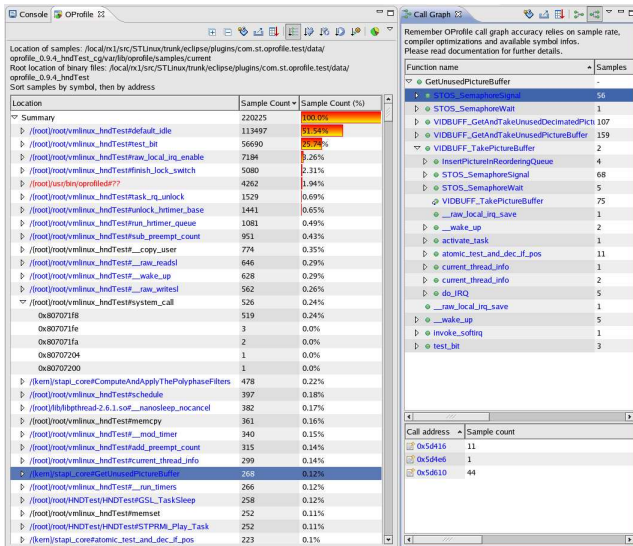 Console OProfile
Location of samples: /local/rx1/src/STLinux/trunk/eclipse/plugins/com.st.oprofile.test/data/
oprofile_0.9.4_hndTest_cg/var/lib/oprofile/samples/current
Root location of binary files: /local/rx1/src/STLinux/trunk/eclipse/plugins/com.st.oprofile.test/data/
oprofile_0.9.4_hndTest
Sort samples by symbol, then by address
Location Sample Count Sample Count (%)
Summary 220225 100.0%
/(root)/root/vmlinux_hndTest#default_idle 113497 51.54%
/(root)/root/vmlinux_hndTest#test_bit 56690 25.74%
/(root)/root/vmlinux_hndTest#raw_local_irq_enable 7184 3.26%
/(root)/root/vmlinux_hndTest#finish_lock_switch 5080 2.31%
/(root)/usr/bin/oprofiled#?? 4262 1.94%
/(root)/root/vmlinux_hndTest#task_rq_unlock 1529 0.69%
/(root)/root/vmlinux_hndTest#unlock_hrtimer_base 1441 0.65%
/(root)/root/vmlinux_hndTest#run_hrtimer_queue 1081 0.49%
/(root)/root/vmlinux_hndTest#sub_preempt_count 951 0.43%
/(root)/root/vmlinux_hndTest#__copy_user 774 0.35%
/(root)/root/vmlinux_hndTest#__raw_readsl 646 0.29%
/(root)/root/vmlinux_hndTest#__wake_up 628 0.29%
/(root)/root/vmlinux_hndTest#__raw_writesl 562 0.26%
/(root)/root/vmlinux_hndTest#system_call 526 0.24%
0x807071f8 519 0.24%
0x807071fe 3 0.0%
0x807071fa 2 0.0%
0x80707204 1 0.0%
0x80707200 1 0.0%
/(kern)/stapi_core#ComputeAndApplyThePolyphaseFilters 478 0.22%
/(root)/root/vmlinux_hndTest#schedule 397 0.18%
/(root)/lib/libpthread-2.6.1.so#__nanosleep_nocancel 382 0.17%
/(root)/root/vmlinux_hndTest#memcpy 361 0.16%
/(root)/root/vmlinux_hndTest#__mod_timer 340 0.15%
/(root)/root/vmlinux_hndTest#add_preempt_count 315 0.14%
/(root)/root/vmlinux_hndTest#current_thread_info 299 0.14%
/(kern)/stapi_core#GetUnusedPictureBuffer 268 0.12%
/(root)/root/vmlinux_hndTest#__run_timers 266 0.12%
/(root)/root/HNDTest/HNDTest#GSL_TaskSleep 258 0.12%
/(root)/root/vmlinux_hndTest#memset 252 0.11%
/(root)/root/HNDTest/HNDTest#STPRMi_Play_Task 252 0.11%
/(kern)/stapi_core#atomic_test_and_dec_if_pos 223 0.1%
Call Graph
Remember OProfile call graph accuracy relies on sample rate,
compiler optimizations and available symbol infos.
Please read documentation for further details.
Function name Samples
GetUnusedPictureBuffer -
STOS_SemaphoreSignal 56
STOS_SemaphoreWait 1
VIDBUFF_GetAndTakeUnusedDecimatedPictu 107
VIDBUFF_GetAndTakeUnusedPictureBuffer 159
VIDBUFF_TakePictureBuffer 2
InsertPictureInReorderingQueue 4
STOS_SemaphoreSignal 68
STOS_SemaphoreWait 5
VIDBUFF_TakePictureBuffer 75
__raw_local_irq_save 1
__wake_up 2
activate_task 1
atomic_test_and_dec_if_pos 11
current_thread_info 1
current_thread_info 2
do_IRQ 5
__raw_local_irq_save 1
__wake_up 5
invoke_softirq 1
test_bit 3
Call address Sample count
0x5d416 11
0x5d4e6 1
0x5d610 44